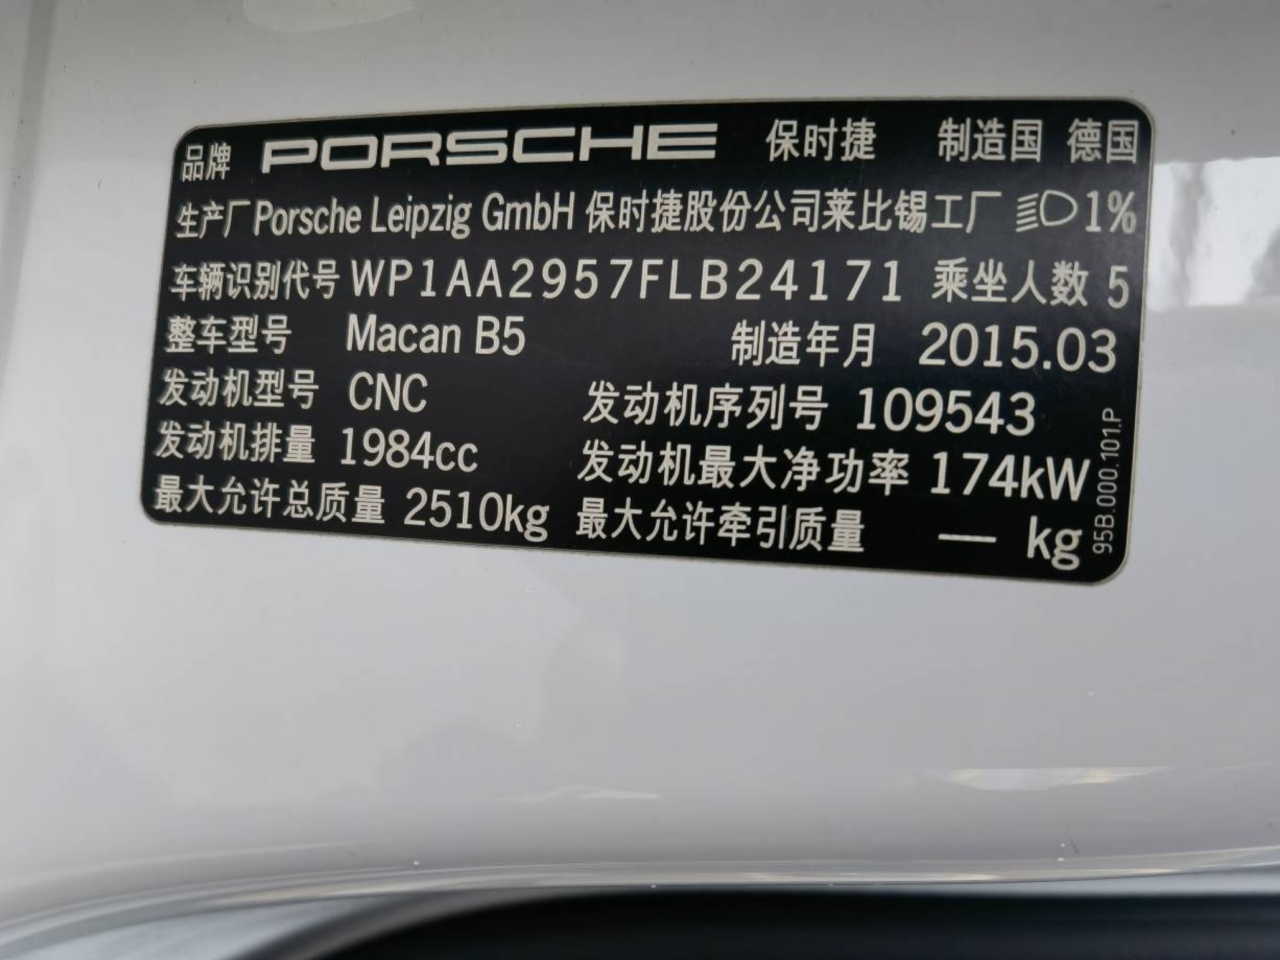 品牌 PORSCHE 保时捷 制造国 德国
生产厂 Porsche Leipzig GmbH 保时捷股份公司莱比锡工厂 1%
车辆识别代号 WP1AA2957FLB24171 乘坐人数 5
整车型号 Macan B5 制造年月 2015.03
发动机型号 CNC 发动机序列号 109543
发动机排量 1984cc 发动机最大净功率 174kW
最大允许总质量 2510kg 最大允许牵引质量 — kg
95B.000.101.P